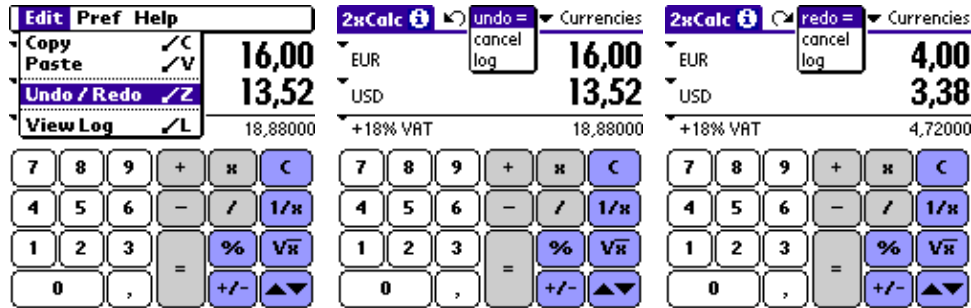 Edit Pref Help
Copy /C
Paste /V
Undo / Redo /Z
View Log /L
16,00
13,52
18,88000
7 8 9 + x C
4 5 6 − / 1/x
1 2 3 = % √x
0 , +/- ▲▼
2xCalc i undo = Currencies
cancel
log
EUR 16,00
USD 13,52
+18% VAT 18,88000
7 8 9 + x C
4 5 6 − / 1/x
1 2 3 = % √x
0 , +/- ▲▼
2xCalc i redo = Currencies
cancel
log
EUR 4,00
USD 3,38
+18% VAT 4,72000
7 8 9 + x C
4 5 6 − / 1/x
1 2 3 = % √x
0 , +/- ▲▼